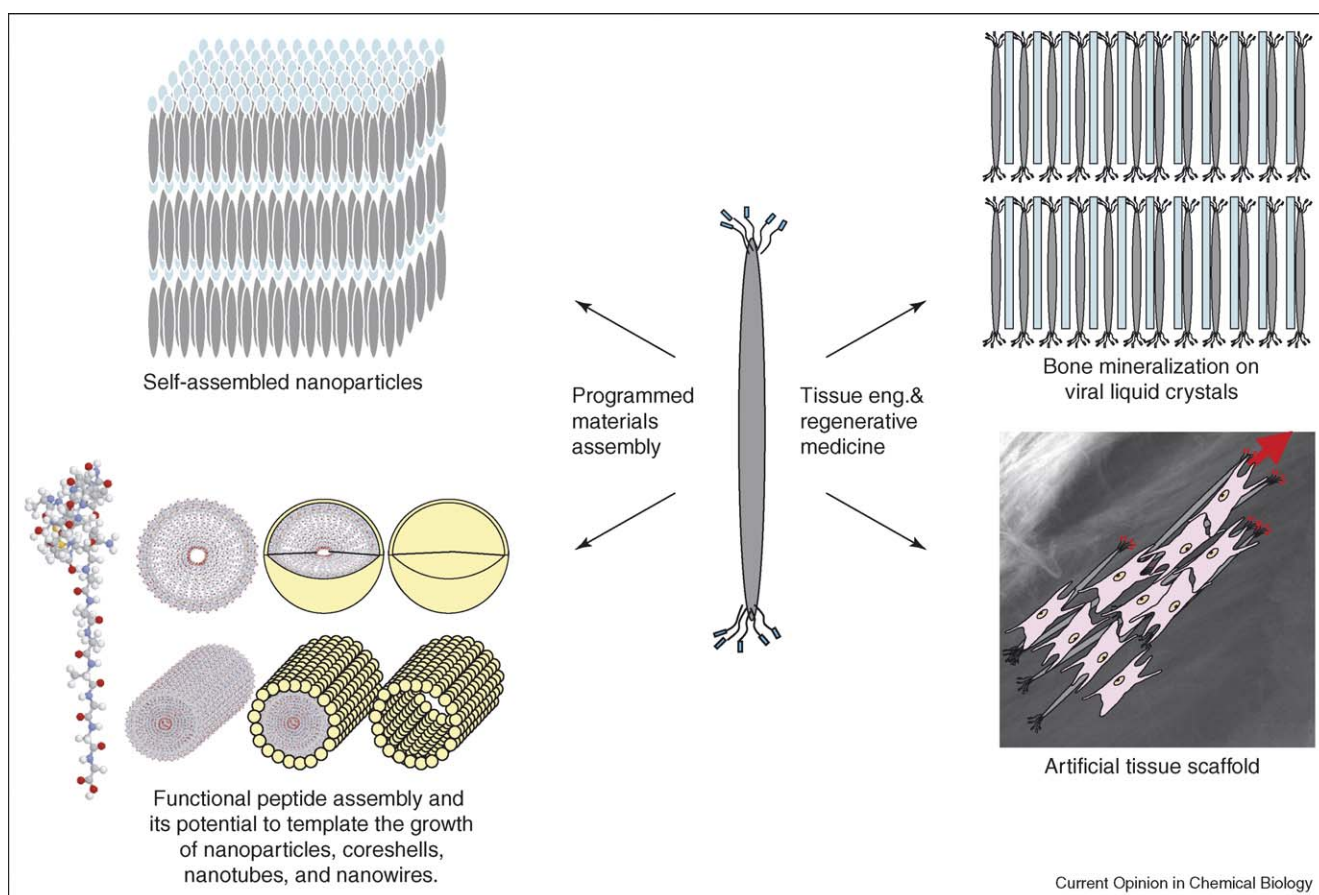 Self-assembled nanoparticles
Programmed
materials
assembly
Tissue eng.&
regenerative
medicine
Bone mineralization on
viral liquid crystals
Functional peptide assembly and
its potential to template the growth
of nanoparticles, coreshells,
nanotubes, and nanowires.
Artificial tissue scaffold
Current Opinion in Chemical Biology